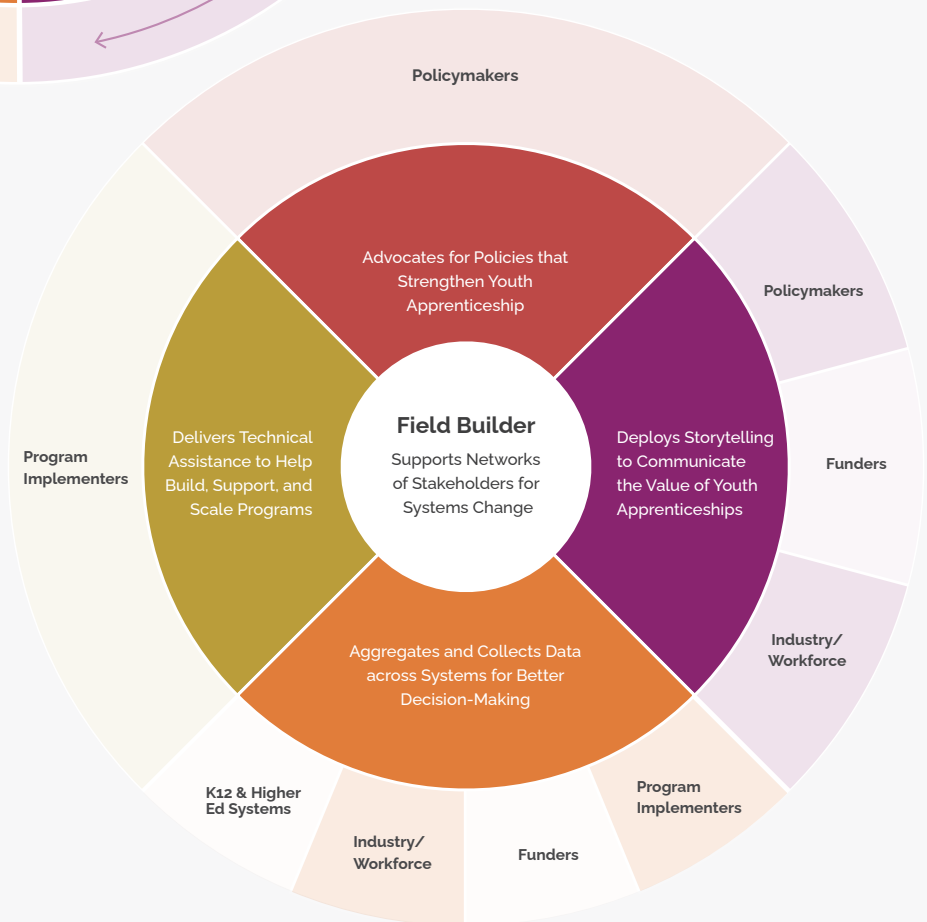 Policymakers
Advocates for Policies that
Strengthen Youth
Apprenticeship
Policymakers
Field Builder
Supports Networks
of Stakeholders for
Systems Change
Delivers Technical
Assistance to Help
Build, Support, and
Scale Programs
Deploys Storytelling
to Communicate
the Value of Youth
Apprenticeships
Program
Implementers
Funders
Aggregates and Collects Data
across Systems for Better
Decision-Making
Industry/
Workforce
K12 & Higher
Ed Systems
Industry/
Workforce
Funders
Program
Implementers